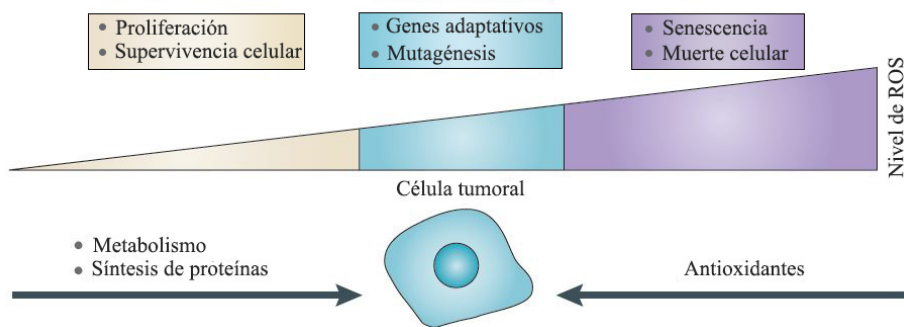 • Proliferación
• Supervivencia celular
• Genes adaptativos
• Mutagénesis
• Senescencia
• Muerte celular
Nivel de ROS
Célula tumoral
• Metabolismo
• Síntesis de proteínas
Antioxidantes